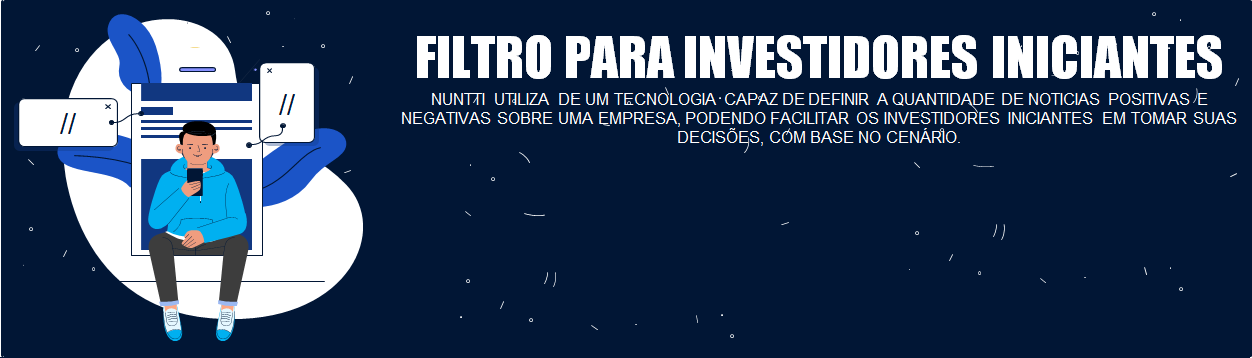 FILTRO PARA INVESTIDORES INICIANTES
NUNTTI UTILIZA DE UM TECNOLOGIA CAPAZ DE DEFINIR A QUANTIDADE DE NOTICIAS POSITIVAS E
NEGATIVAS SOBRE UMA EMPRESA, PODENDO FACILITAR OS INVESTIDORES INICIANTES EM TOMAR SUAS
DECISÕES, COM BASE NO CENÁRIO.
//
//